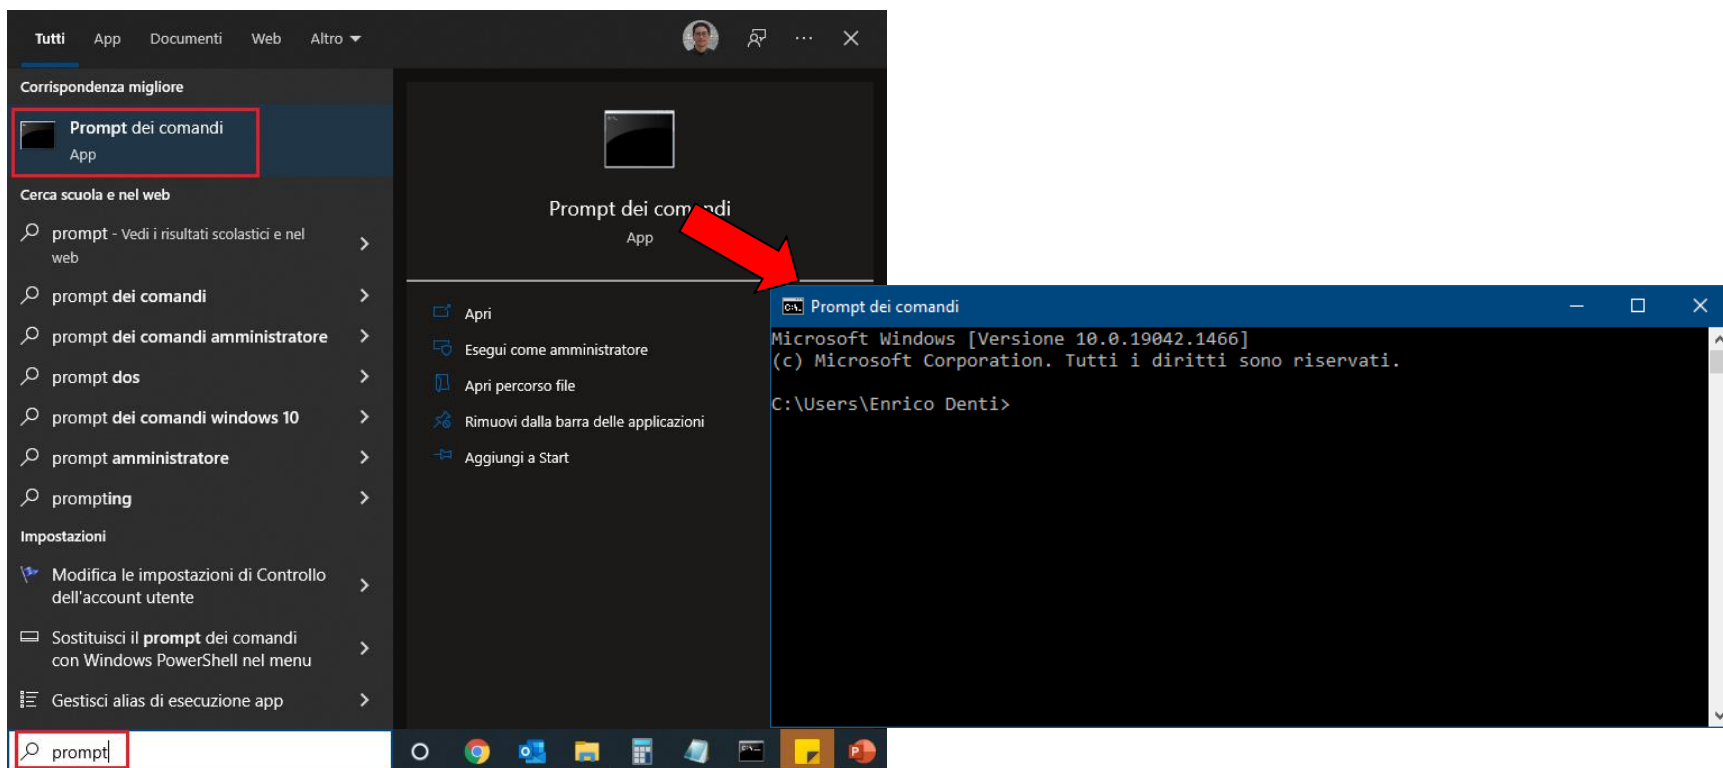 Tutti App Documenti Web Altro
Corrispondenza migliore
Prompt dei comandi
App
Cerca scuola e nel web
prompt - Vedi i risultati scolastici e nel
web
prompt dei comandi
prompt dei comandi amministratore
prompt dos
prompt dei comandi windows 10
prompt amministratore
prompting
Impostazioni
Modifica le impostazioni di Controllo
dell'account utente
Sostituisci il prompt dei comandi
con Windows PowerShell nel menu
Gestisci alias di esecuzione app
prompt
Prompt dei comandi
App
Apri
Esegui come amministratore
Apri percorso file
Rimuovi dalla barra delle applicazioni
Aggiungi a Start
Prompt dei comandi
Microsoft Windows [Versione 10.0.19042.1466]
(c) Microsoft Corporation. Tutti i diritti sono riservati.
C:\Users\Enrico Denti>